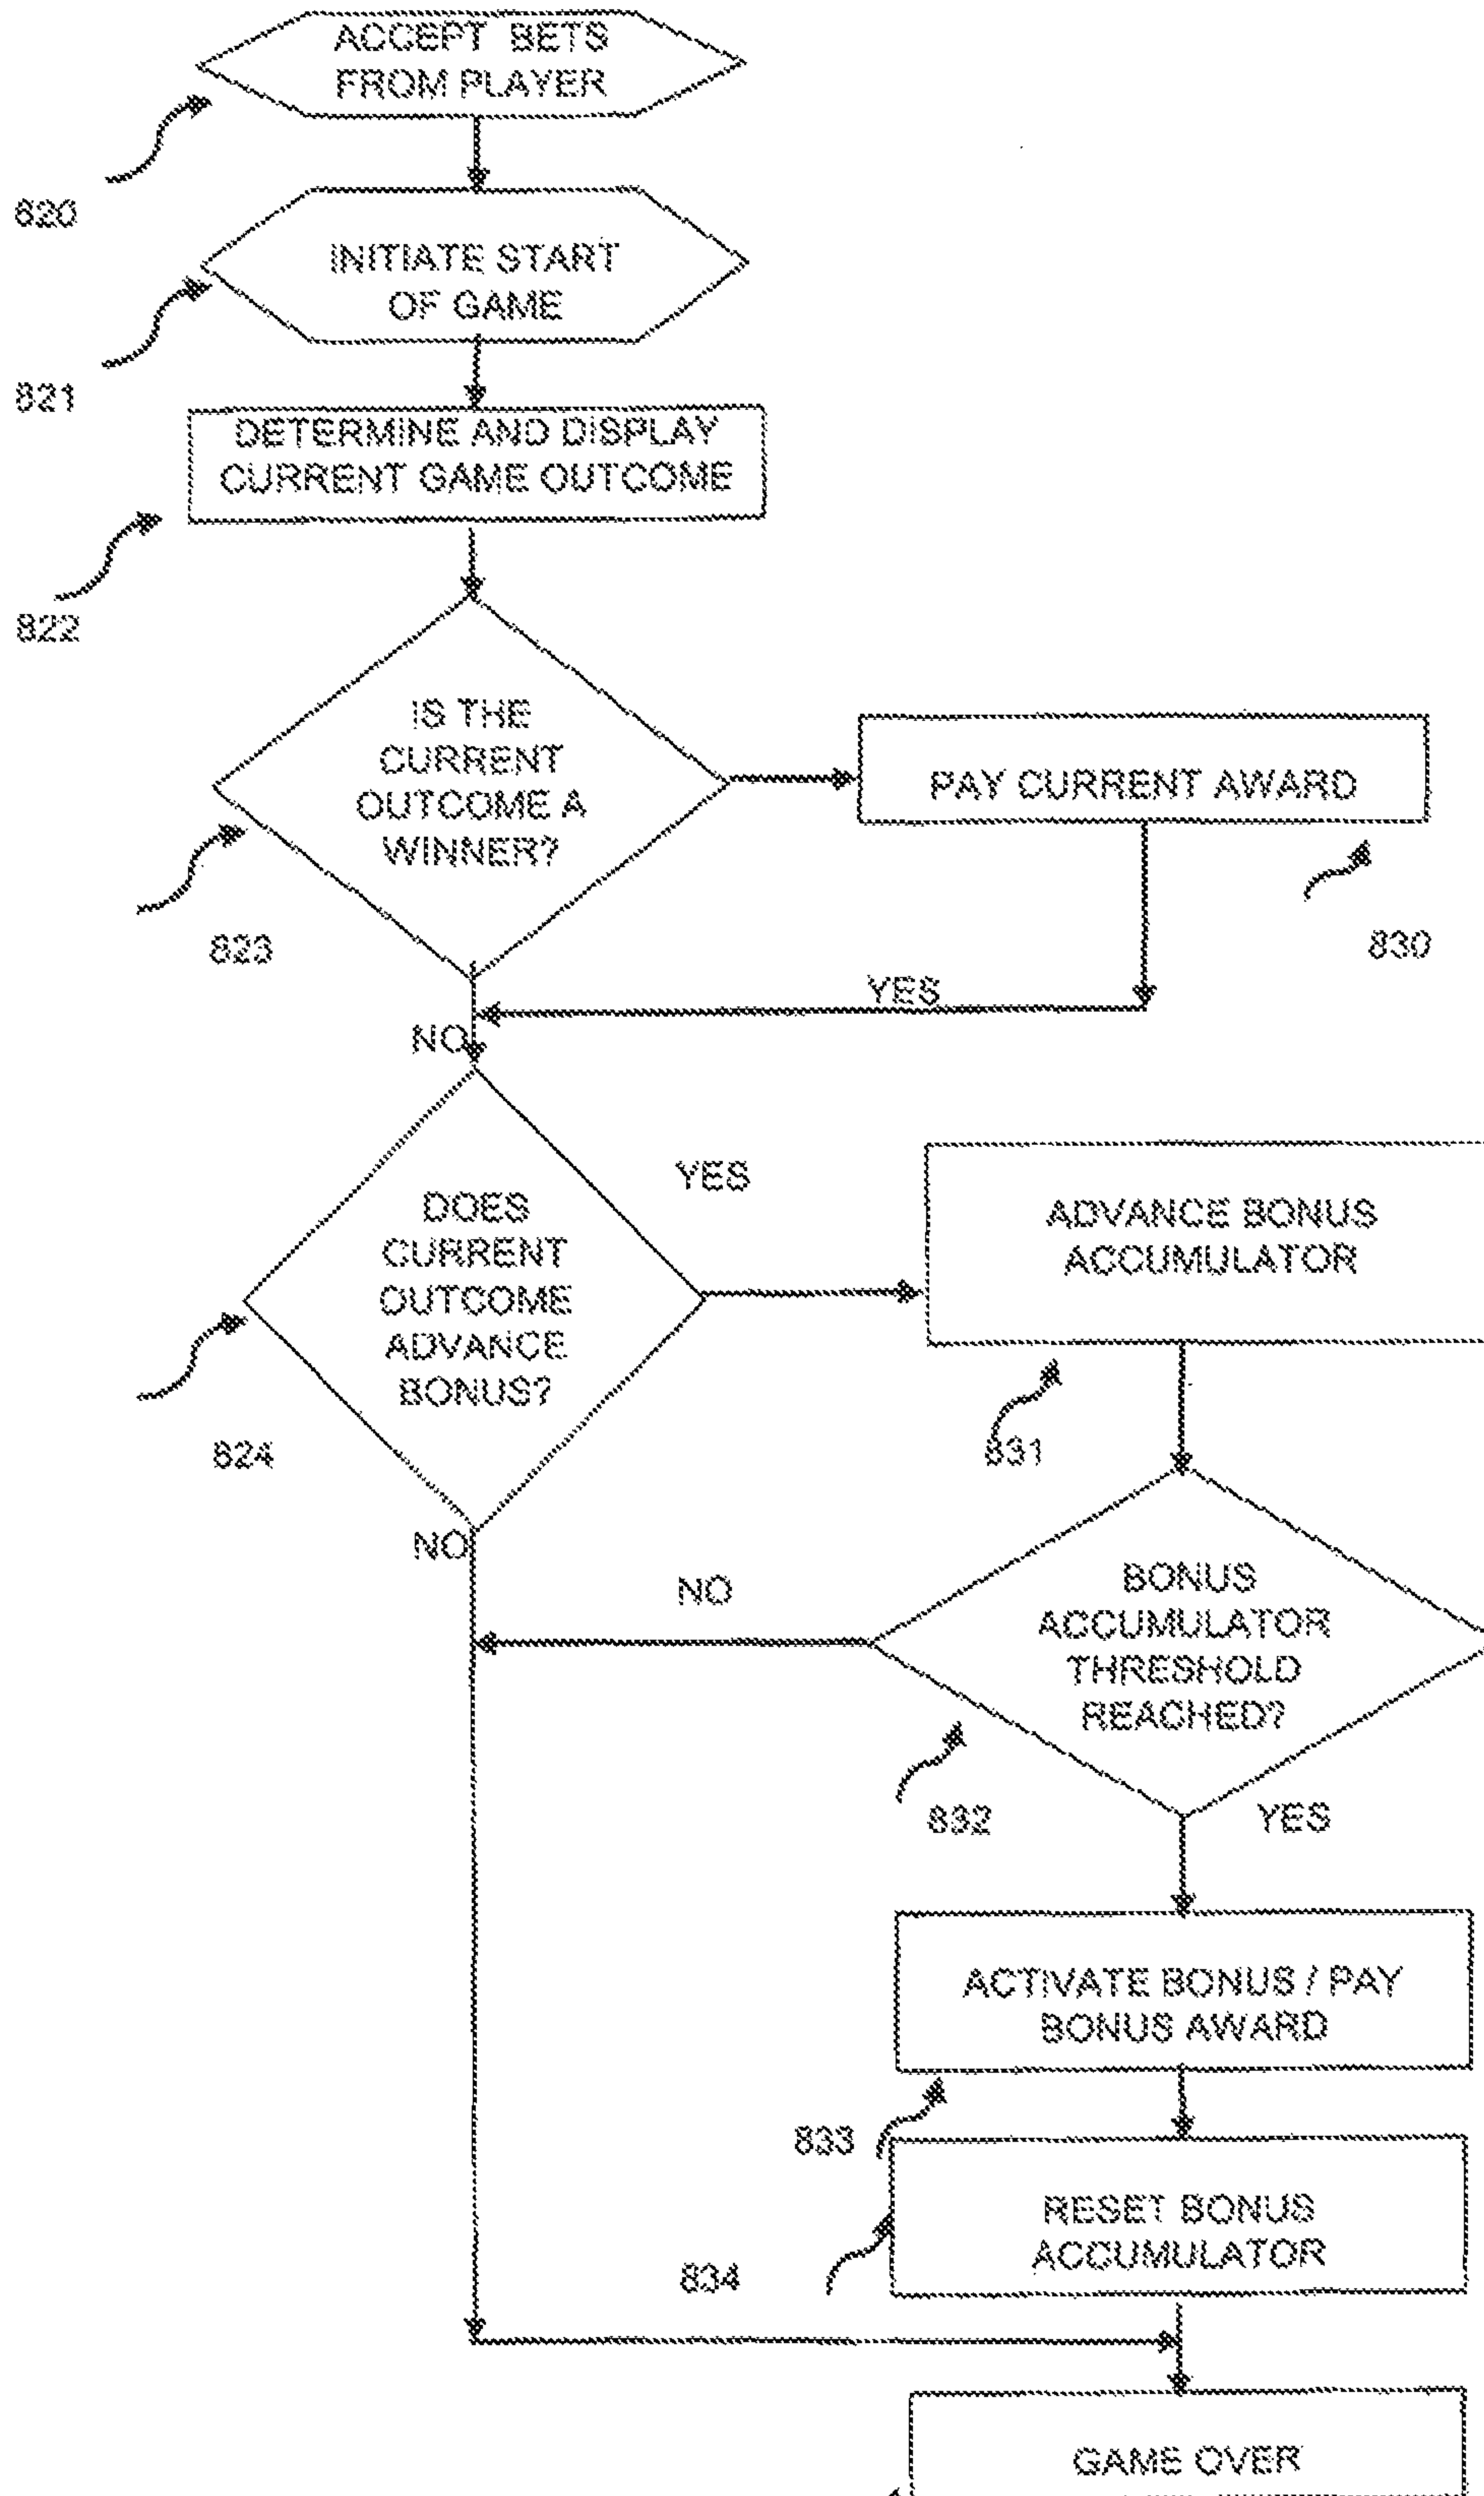 ACCEPT BETS
FROM PLAYER
820
INITIATE START
OF GAME
821
DETERMINE AND DISPLAY
CURRENT GAME OUTCOME
822
IS THE
CURRENT
OUTCOME A
WINNER?
823
PAY CURRENT AWARD
830
YES
NO
DOES
CURRENT
OUTCOME
ADVANCE
BONUS?
824
YES
ADVANCE BONUS
ACCUMULATOR
831
NO
NO
BONUS
ACCUMULATOR
THRESHOLD
REACHED?
832
YES
ACTIVATE BONUS / PAY
BONUS AWARD
833
RESET BONUS
ACCUMULATOR
834
GAME OVER